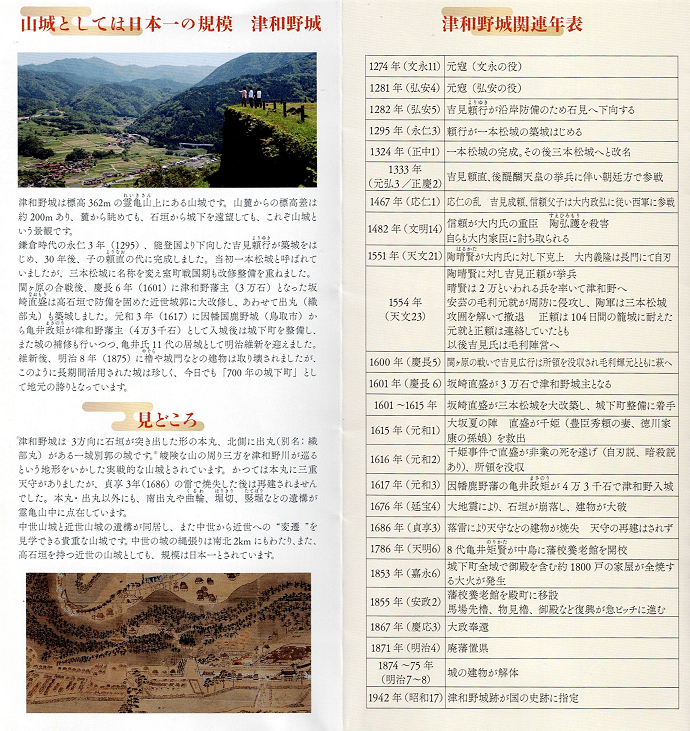 山城としては日本一の規模　津和野城
津和野城は標高362mの霊亀山上にある山城です。山麓からの標高差は
れいきさん
約200mあり、麓から眺めても、石垣から城下を遠望しても、これぞ山城と
いう景観です。
鎌倉時代の永仁3年（1295）、能登国より下向した吉見頼行が築城をは
よりゆき
じめ、30年後、子の頼直の代に完成しました。当初一本松城と呼ばれて
よりなお
いましたが、三本松城に名称を変え室町戦国期も改修整備を重ねました。
関ヶ原の合戦後、慶長6年（1601）に津和野藩主（3万石）となった坂
崎直盛は高石垣で防備を固めた近世城郭に大改修し、あわせて出丸（織
なおもり
部丸）も築城しました。元和3年（1617）に因幡国鹿野城（鳥取市）か
ら亀井政矩が津和野藩主（4万3千石）として入城後は城下町を整備し、
まさのり
また城の補修も行いつつ、亀井氏11代の居城として明治維新を迎えました。
維新後、明治8年（1875）に櫓や城門などの建物は取り壊されましたが、
やぐら
このように長期間活用された城は珍しく、今日でも「700年の城下町」とし
て地元の誇りとなっています。
見どころ
津和野城は3方向に石垣が突き出した形の本丸、北側に出丸（別名：織
部丸）がある一城別郭の城です。峻険な山の周り三方を津和野川が巡る
という地形をいかした実戦的な山城とされています。かつては本丸に三重
天守がありましたが、貞享3年（1686）の雷で焼失した後は再建されませ
んでした。本丸・出丸以外にも、南出丸や曲輪、堀切、竪堀などの遺構が
くるわ　ほりきり　たてぼり
霊亀山中に点在しています。
中世山城と近世山城の遺構が同居し、また中世から近世への“変遷”を
見学できる貴重な山城です。中世の城の縄張りは南北2kmにもわたり、また、
高石垣を持つ近世の山城としても、規模は日本一とされています。
津和野城関連年表
1274年（文永11）　元寇（文永の役）
1281年（弘安4）　元寇（弘安の役）
1282年（弘安5）　吉見頼行が沿岸防備のため石見へ下向する
よりゆき
1295年（永仁3）　頼行が一本松城の築城はじめる
1324年（正中1）　一本松城の完成。その後三本松城へと改名
1333年
（元弘3／正慶2）　吉見頼直、後醍醐天皇の挙兵に伴い朝廷方で参戦
1467年（応仁1）　応仁の乱　吉見成頼、信頼父子は大内政弘に従い西軍に参戦
1482年（文明14）　信頼が大内氏の重臣　陶弘護を殺害
すえひろもり
自らも大内家臣に討ち取られる
1551年（天文21）　陶晴賢が大内氏に対し下克上　大内義隆は長門にて自刃
はるかた
1554年
（天文23）　陶晴賢に対し吉見正頼が挙兵
晴賢は2万といわれる兵を率いて津和野へ
安芸の毛利元就が周防に侵攻し、陶軍は三本松城
攻囲を解いて撤退　正頼は104日間の籠城に耐えた
元就と正頼は連絡していたとも
以後吉見氏は毛利陣営へ
1600年（慶長5）　関ヶ原の戦いで吉見広行は所領を没収され毛利輝元とともに萩へ
1601年（慶長6）　坂崎直盛が3万石で津和野城主となる
1601～1615年　坂崎直盛が三本松城を大改築し、城下町整備に着手
1615年（元和1）　大坂夏の陣　直盛が千姫（豊臣秀頼の妻、徳川家
康の孫娘）を救出
1616年（元和2）　千姫事件で直盛が非業の死を遂げ（自刃説、暗殺説
あり）、所領を没収
1617年（元和3）　因幡鹿野藩の亀井政矩が4万3千石で津和野入城
まさのり
1676年（延宝4）　大地震により、石垣が崩落し、建物が大破
1686年（貞享3）　落雷により天守などの建物が焼失　天守の再建はされず
1786年（天明6）　8代亀井矩賢が中島に藩校養老館を開校
のりかた
1853年（嘉永6）　城下町全域で御殿を含む約1800戸の家屋が全焼す
る大火が発生
1855年（安政2）　藩校養老館を殿町に移設
馬場先櫓、物見櫓、御殿など復興が急ピッチに進む
1867年（慶応3）　大政奉還
1871年（明治4）　廃藩置県
1874～75年
（明治7～8）　城の建物が解体
1942年（昭和17）　津和野城跡が国の史跡に指定